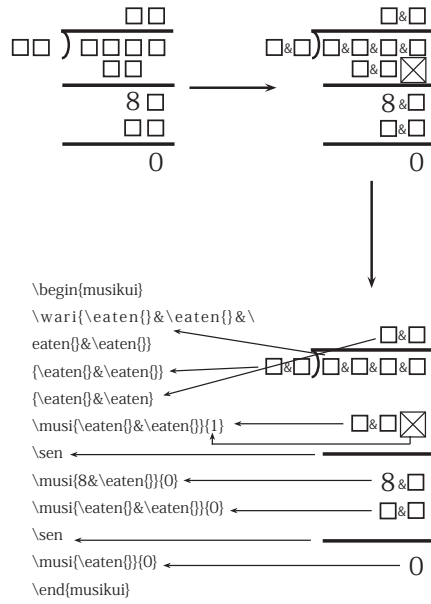 □□
□□ ) □□□□
□□
8□
□□
0
□&□
□&□ ) □&□&□&□
□&□
8&□
□&□
0
\begin{musikui}
\wari{\eaten{}&\eaten{}&\
eaten{}&\eaten{}}
{\eaten{}&\eaten{}}
{\eaten{}&\eaten}
\musi{\eaten{}&\eaten{}}{1}
\sen
\musi{8&\eaten{}}{0}
\musi{\eaten{}&\eaten{}}{0}
\sen
\musi{\eaten{}}{0}
\end{musikui}
□&□
□&□ ) □&□&□&□
□&□
8&□
□&□
0